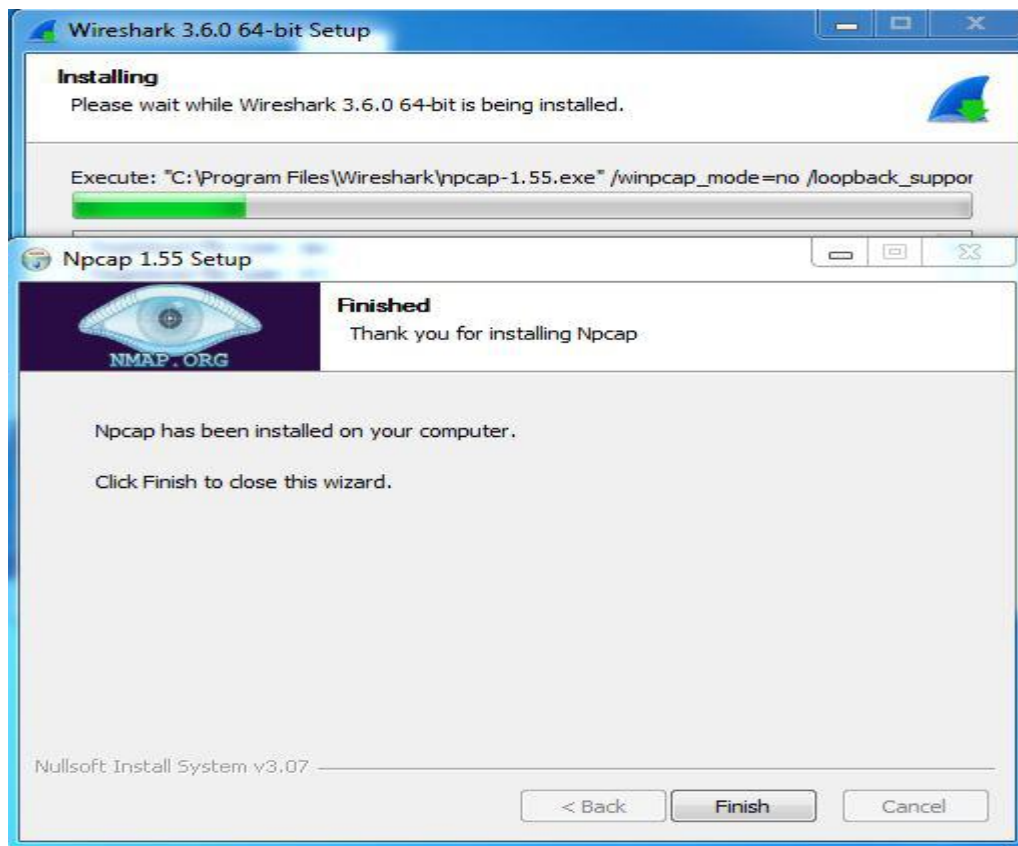 Wireshark 3.6.0 64-bit Setup
Installing
Please wait while Wireshark 3.6.0 64-bit is being installed.
Execute: "C:\Program Files\Wireshark\npcap-1.55.exe" /winpcap_mode=no /loopback_suppor
Npcap 1.55 Setup
NMAP.ORG
Finished
Thank you for installing Npcap
Npcap has been installed on your computer.
Click Finish to close this wizard.
Nullsoft Install System v3.07
< Back Finish Cancel